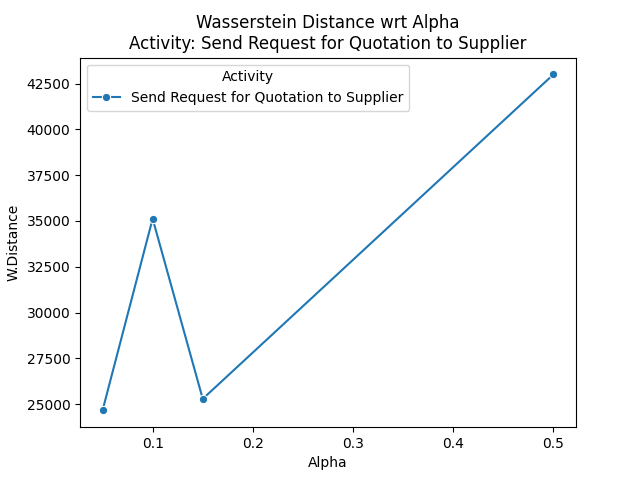 Wasserstein Distance wrt Alpha
Activity: Send Request for Quotation to Supplier
Activity
Send Request for Quotation to Supplier
42500
40000
37500
35000
32500
30000
27500
25000
W.Distance
0.1 0.2 0.3 0.4 0.5
Alpha